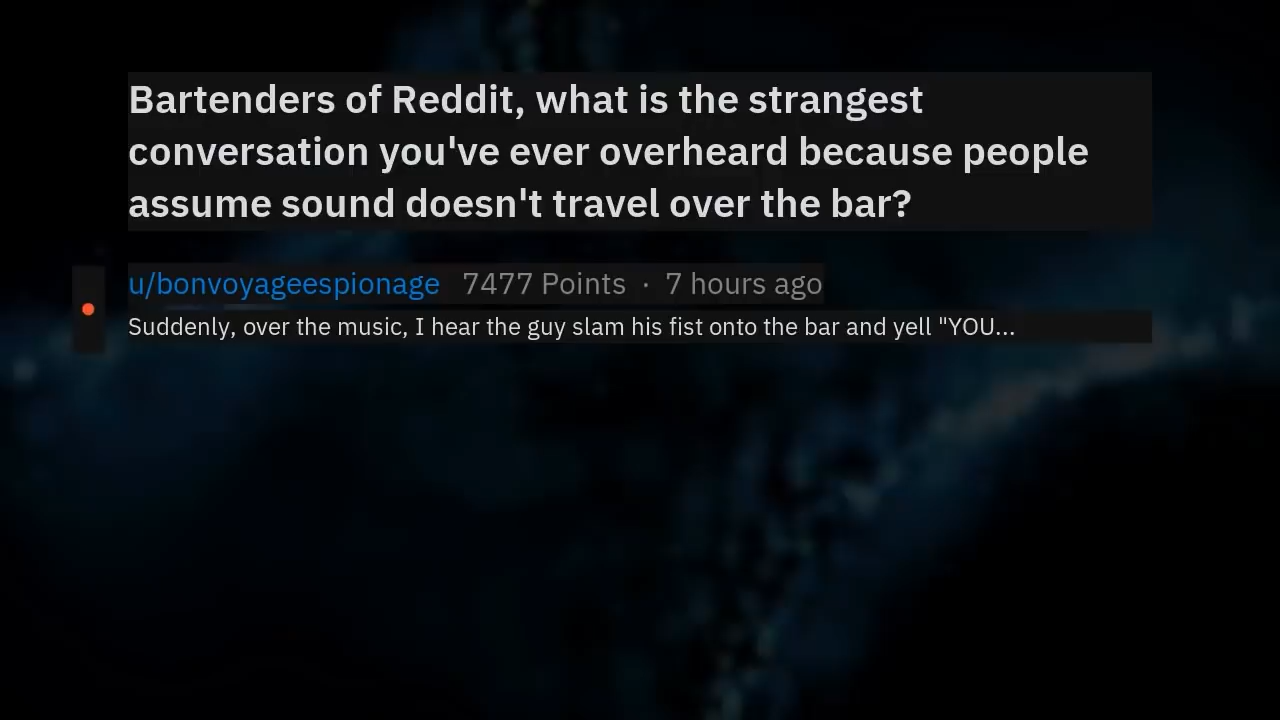 Bartenders of Reddit, what is the strangest
conversation you've ever overheard because people
assume sound doesn't travel over the bar?
u/bonvoyageespionage 7477 Points · 7 hours ago
Suddenly, over the music, I hear the guy slam his fist onto the bar and yell "YOU...